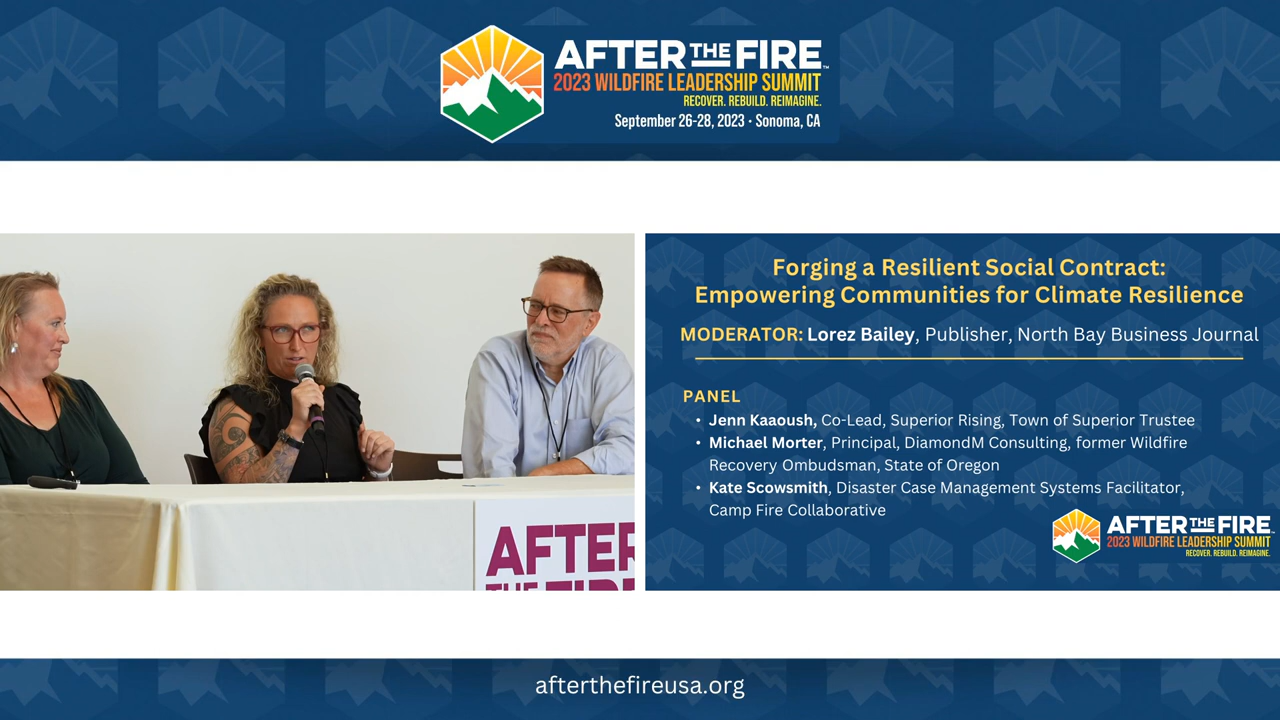 AFTER THE FIRE™
2023 WILDFIRE LEADERSHIP SUMMIT
RECOVER. REBUILD. REIMAGINE.
September 26-28, 2023 • Sonoma, CA
AFTER
THE FIRE
Forging a Resilient Social Contract:
Empowering Communities for Climate Resilience
MODERATOR: Lorez Bailey, Publisher, North Bay Business Journal
PANEL
• Jenn Kaaoush, Co-Lead, Superior Rising, Town of Superior Trustee
• Michael Morter, Principal, DiamondM Consulting, former Wildfire
Recovery Ombudsman, State of Oregon
• Kate Scowsmith, Disaster Case Management Systems Facilitator,
Camp Fire Collaborative
AFTER THE FIRE™
2023 WILDFIRE LEADERSHIP SUMMIT
RECOVER. REBUILD. REIMAGINE.
afterthefireusa.org